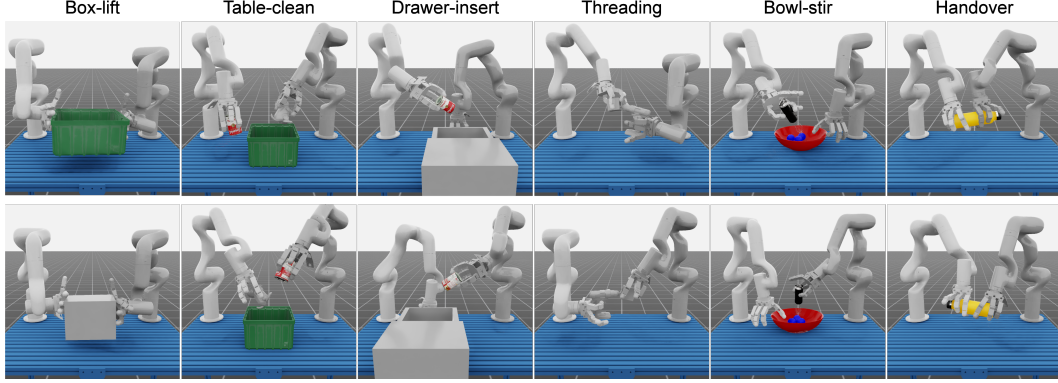 Box-lift
Table-clean
Drawer-insert
Threading
Bowl-stir
Handover